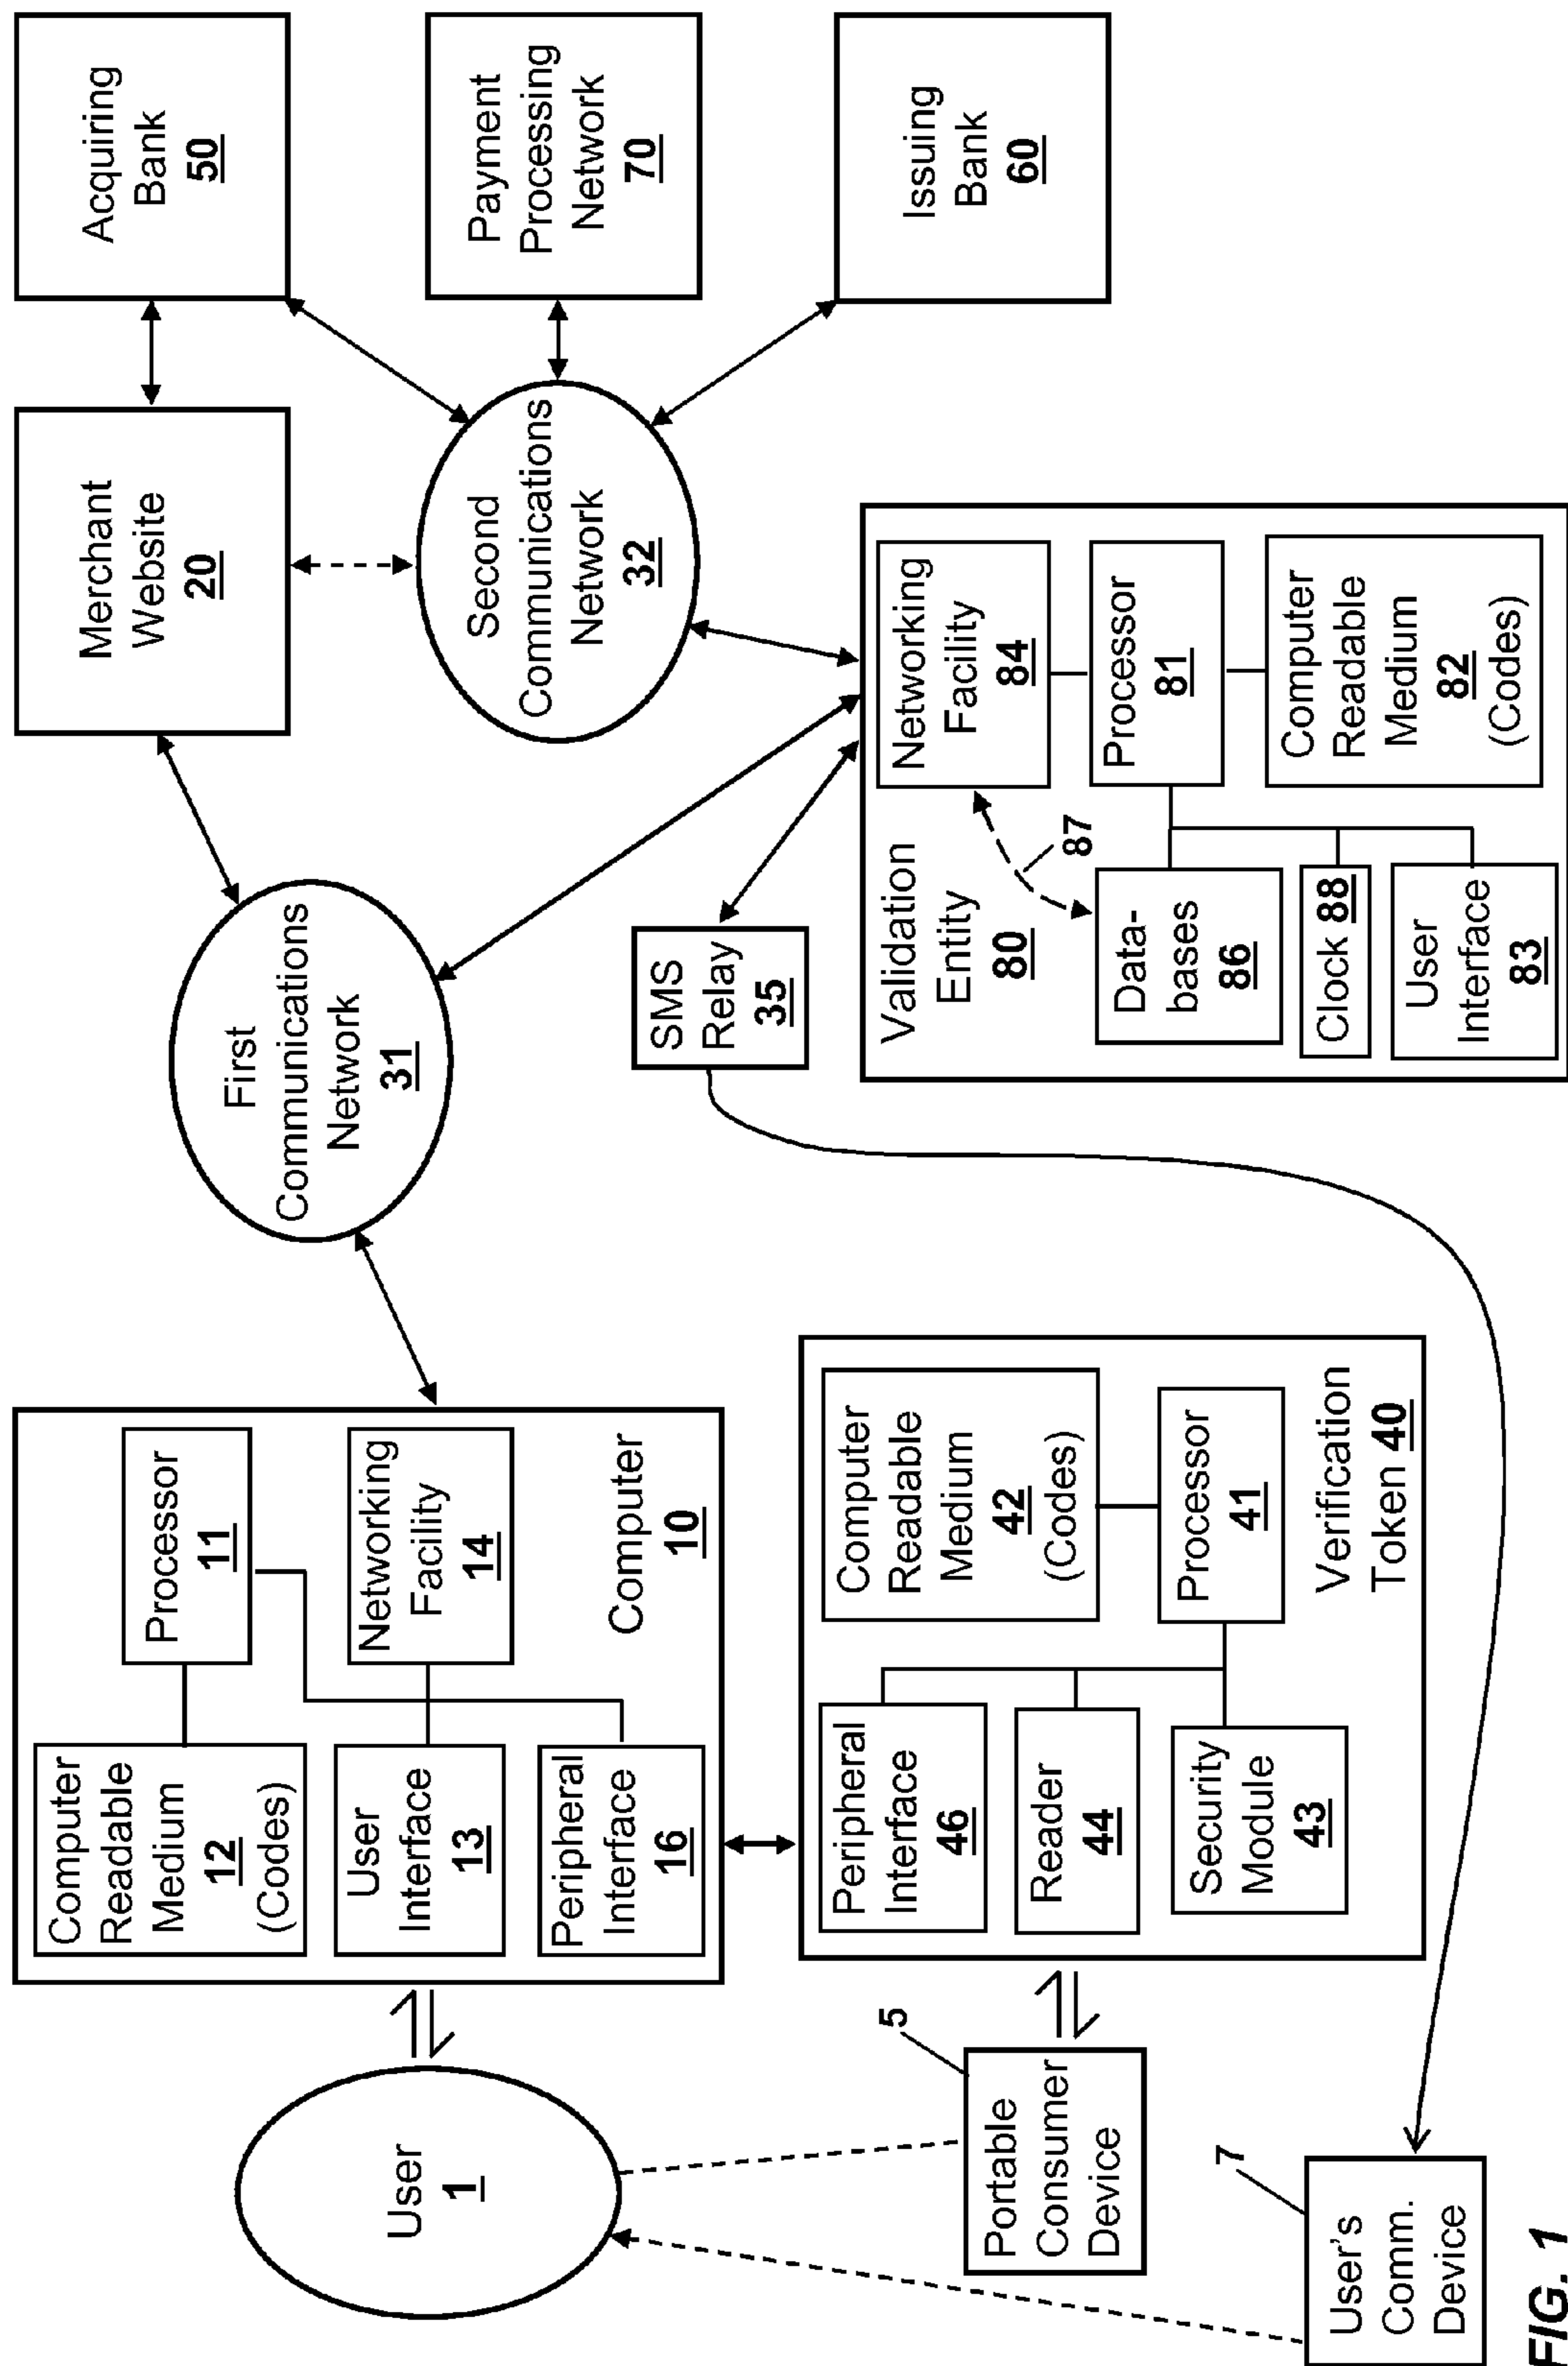 User
1
Computer
Readable
Medium
12
(Codes)
Processor
11
User
Interface
13
Networking
Facility
14
Peripheral
Interface
16
Computer
10
First
Communications
Network
31
Merchant
Website
20
Acquiring
Bank
50
Second
Communications
Network
32
Payment
Processing
Network
70
Issuing
Bank
60
5
Portable
Consumer
Device
Peripheral
Interface
46
Computer
Readable
Medium
42
(Codes)
Reader
44
Processor
41
Security
Module
43
Verification
Token 40
SMS
Relay
35
Validation
Entity
80
Networking
Facility
84
87
Data-
bases
86
Processor
81
Clock 88
Computer
Readable
Medium
82
(Codes)
User
Interface
83
7
User's
Comm.
Device
FIG. 1